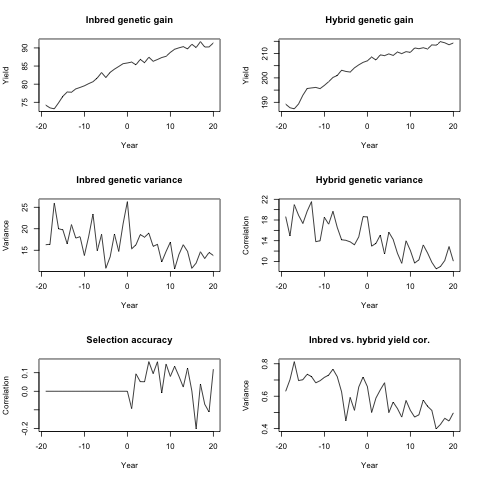 Inbred genetic gain
Yield
75 80 85 90
-20 -10 0 10 20
Year
Hybrid genetic gain
Yield
190 200 210
-20 -10 0 10 20
Year
Inbred genetic variance
Variance
15 20 25
-20 -10 0 10 20
Year
Hybrid genetic variance
Correlation
10 14 18 22
-20 -10 0 10 20
Year
Selection accuracy
Correlation
-0.2 0.0 0.1
-20 -10 0 10 20
Year
Inbred vs. hybrid yield cor.
Variance
0.4 0.6 0.8
-20 -10 0 10 20
Year